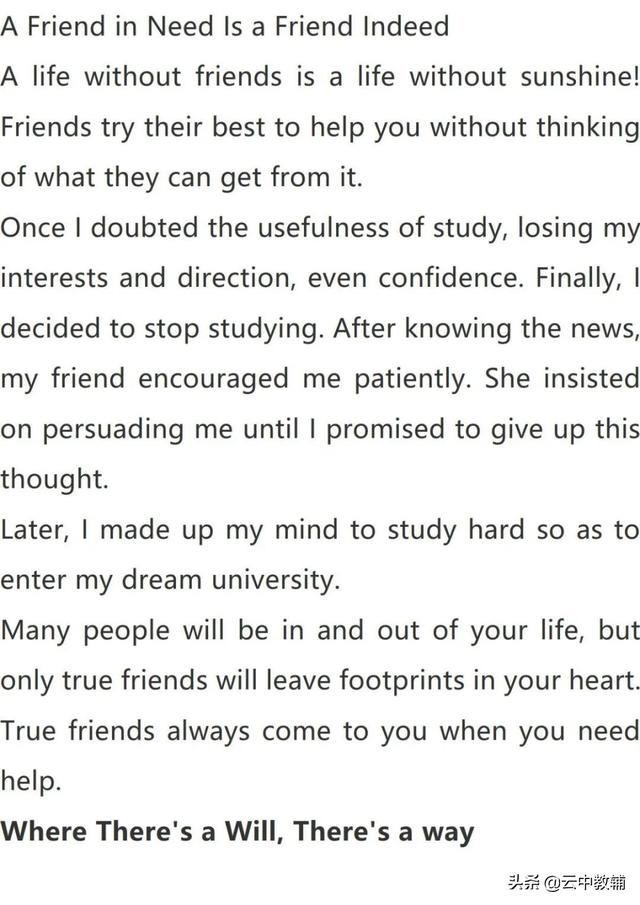 A Friend in Need Is a Friend Indeed
A life without friends is a life without sunshine!
Friends try their best to help you without thinking
of what they can get from it.
Once I doubted the usefulness of study, losing my
interests and direction, even confidence. Finally, I
decided to stop studying. After knowing the news,
my friend encouraged me patiently. She insisted
on persuading me until I promised to give up this
thought.
Later, I made up my mind to study hard so as to
enter my dream university.
Many people will be in and out of your life, but
only true friends will leave footprints in your heart.
True friends always come to you when you need
help.
Where There's a Will, There's a way
头条 @云中教辅